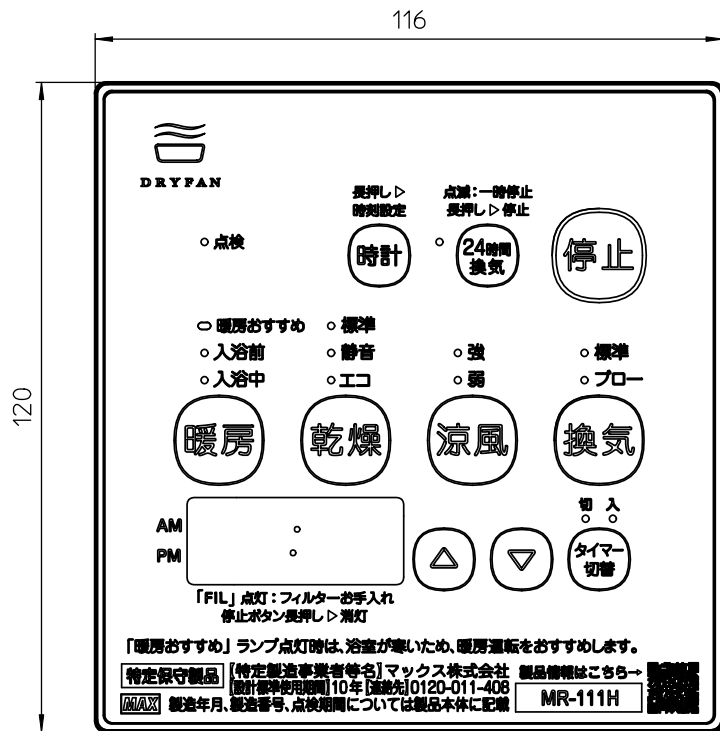 116
120
DRYFAN
長押し▷
時刻設定
点滅：一時停止
長押し▷停止
点検
時計
24時間
換気
停止
暖房おすすめ
標準
入浴前
静音
強
標準
入浴中
エコ
弱
ブロー
暖房
乾燥
涼風
換気
切 入
AM
PM
△
▽
タイマー
切替
「FIL」点灯：フィルターお手入れ
停止ボタン長押し▷消灯
「暖房おすすめ」ランプ点灯時は、浴室が寒いため、暖房運転をおすすめします。
特定保守製品 【特定製造事業者等名】マックス株式会社 製品情報はこちら→
【設計標準使用期間】10年【連絡先】0120-011-408
MR-111H
MAX 製造年月、製造番号、点検期間については製品本体に記載